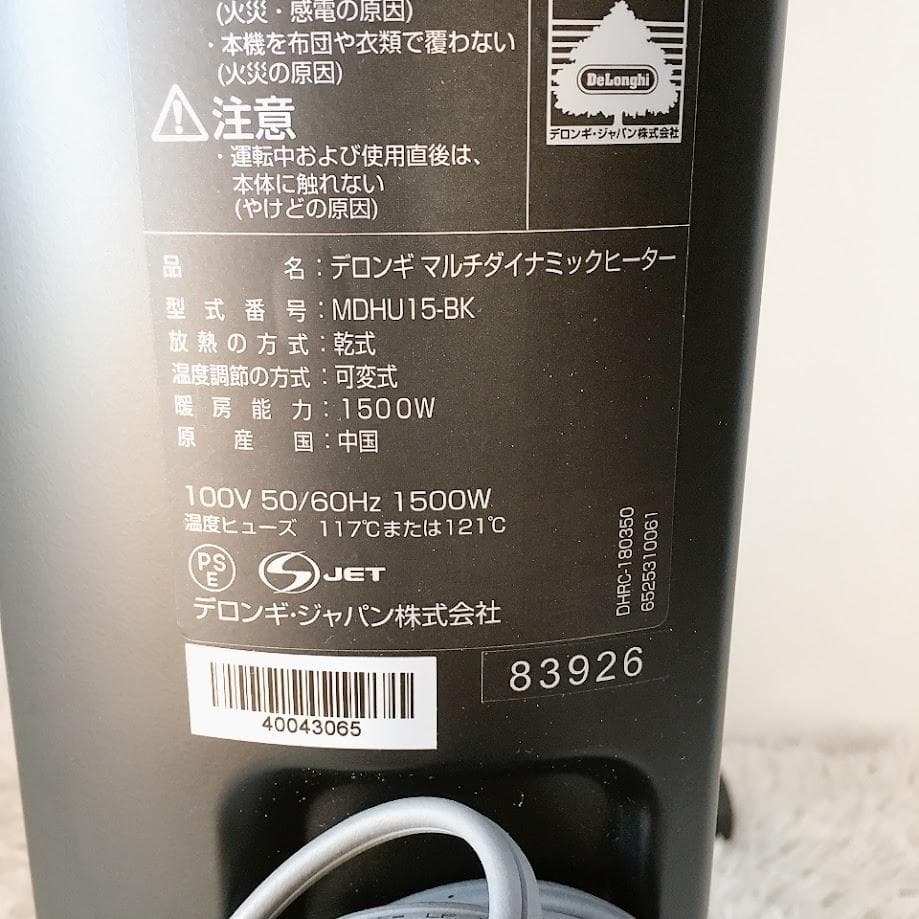 (火災・感電の原因)
・本機を布団や衣類で覆わない
(火災の原因)
DeLonghi
デロンギ・ジャパン株式会社
注意
・運転中および使用直後は、
本体に触れない
(やけどの原因)
品名：デロンギ マルチダイナミックヒーター
型式番号：MDHU15-BK
放熱の方式：乾式
温度調節の方式：可変式
暖房能力：1500W
原産国：中国
100V 50/60Hz 1500W
温度ヒューズ 117℃または121℃
PS
E
JET
デロンギ・ジャパン株式会社
DHRC-180350
6525310061
83926
40043065